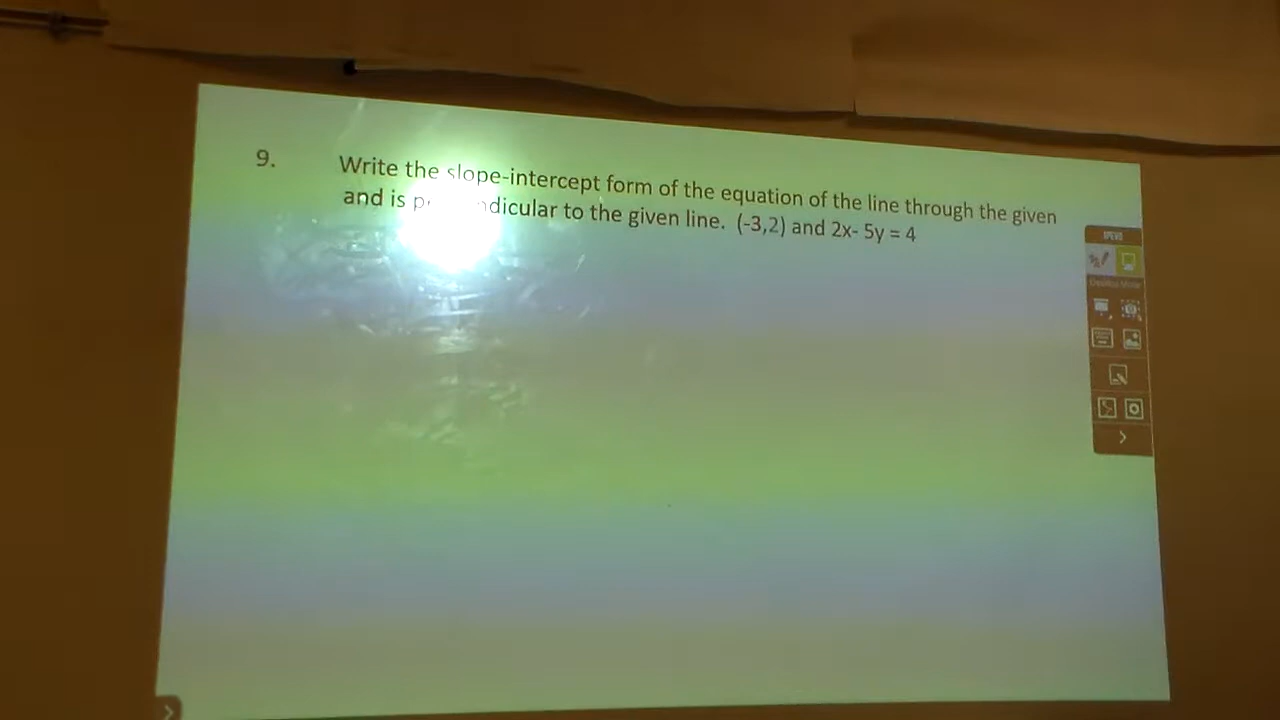 9. Write the slope-intercept form of the equation of the line through the given
and is dicular to the given line. (-3,2) and 2x- 5y = 4